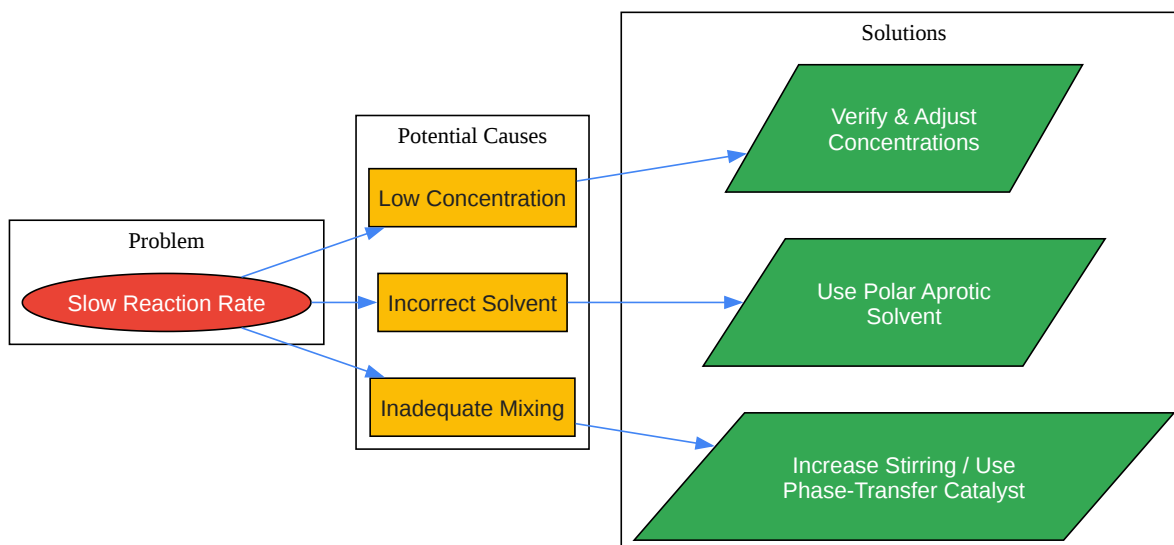 Problem
Slow Reaction Rate
Potential Causes
Low Concentration
Incorrect Solvent
Inadequate Mixing
Solutions
Verify & Adjust
Concentrations
Use Polar Aprotic
Solvent
Increase Stirring / Use
Phase-Transfer Catalyst